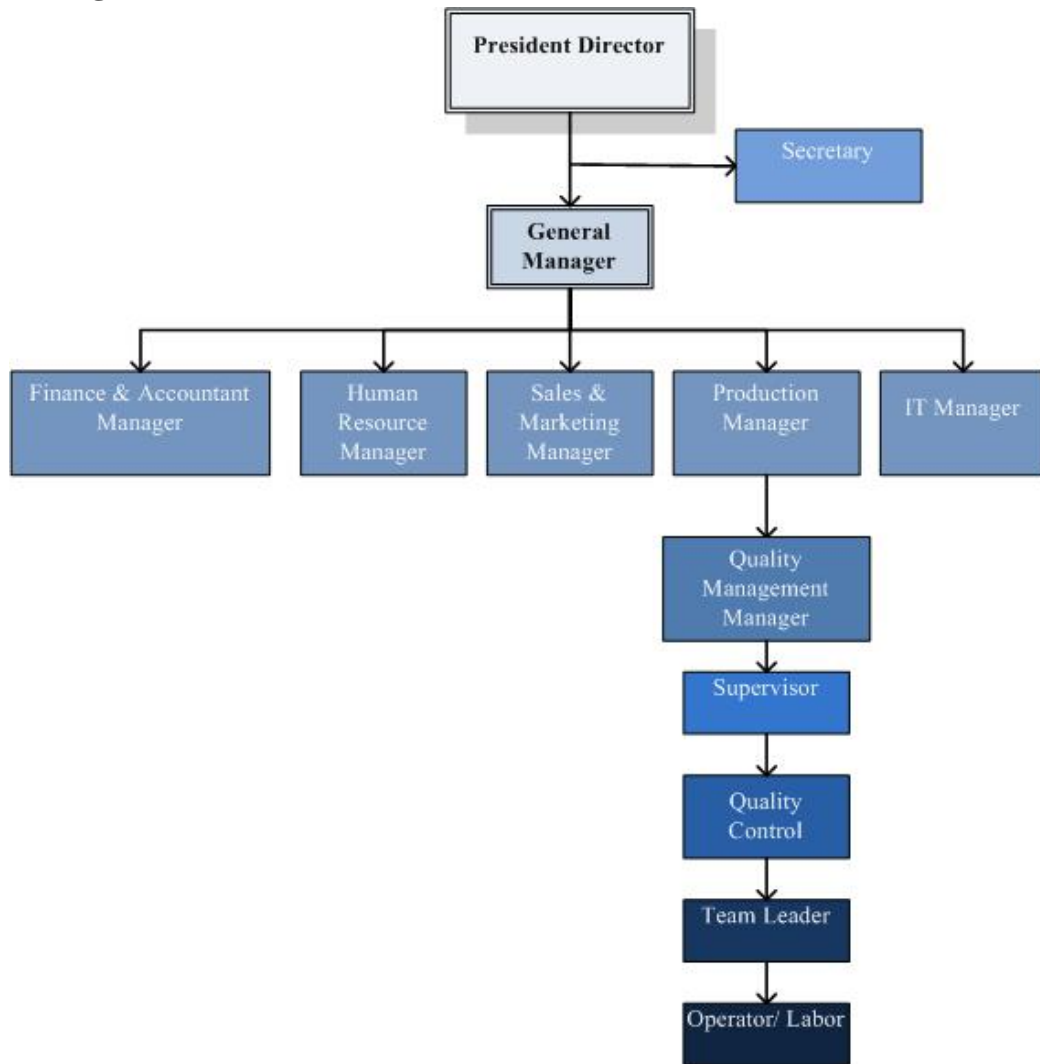 President Director
Secretary
General
Manager
Finance & Accountant
Manager
Human
Resource
Manager
Sales &
Marketing
Manager
Production
Manager
IT Manager
Quality
Management
Manager
Supervisor
Quality
Control
Team Leader
Operator/ Labor